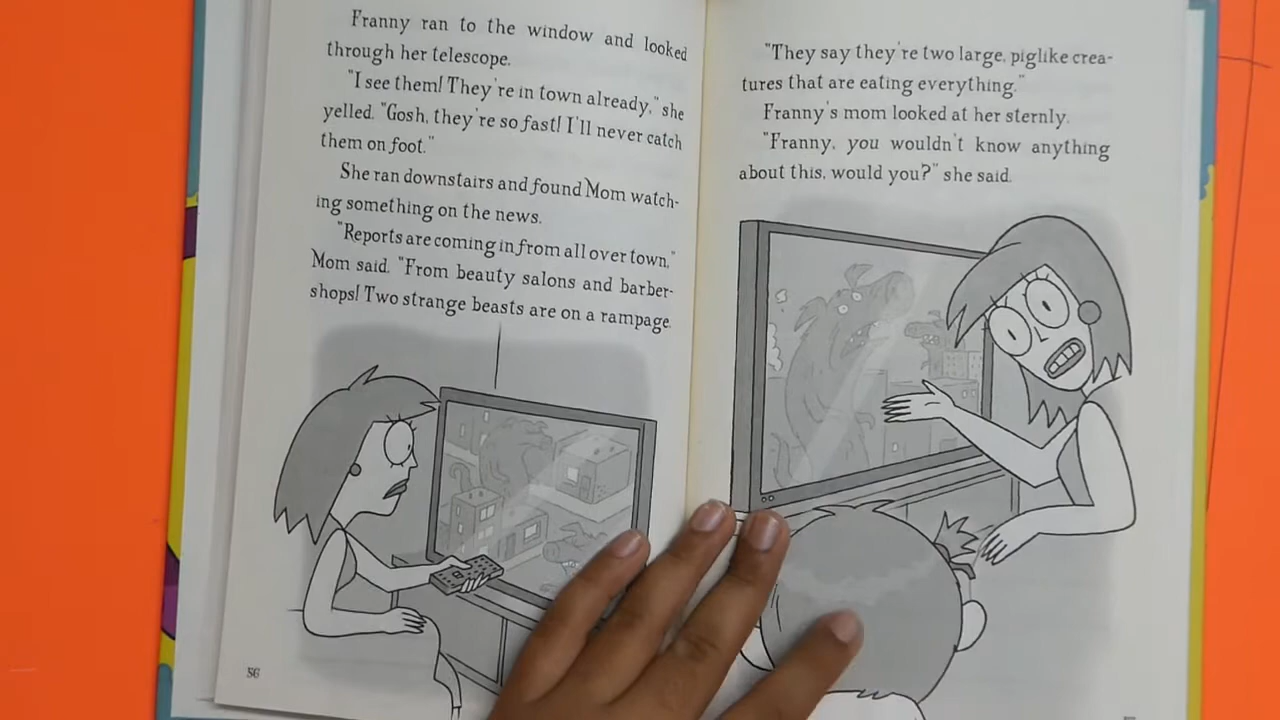 Franny ran to the window and looked
through her telescope.
"I see them! They're in town already," she
yelled. "Gosh, they're so fast! I'll never catch
them on foot."
She ran downstairs and found Mom watch-
ing something on the news.
"Reports are coming in from all over town,"
Mom said. "From beauty salons and barber-
shops! Two strange beasts are on a rampage.
56
"They say they're two large, piglike crea-
tures that are eating everything."
Franny's mom looked at her sternly.
"Franny, you wouldn't know anything
about this, would you?" she said.